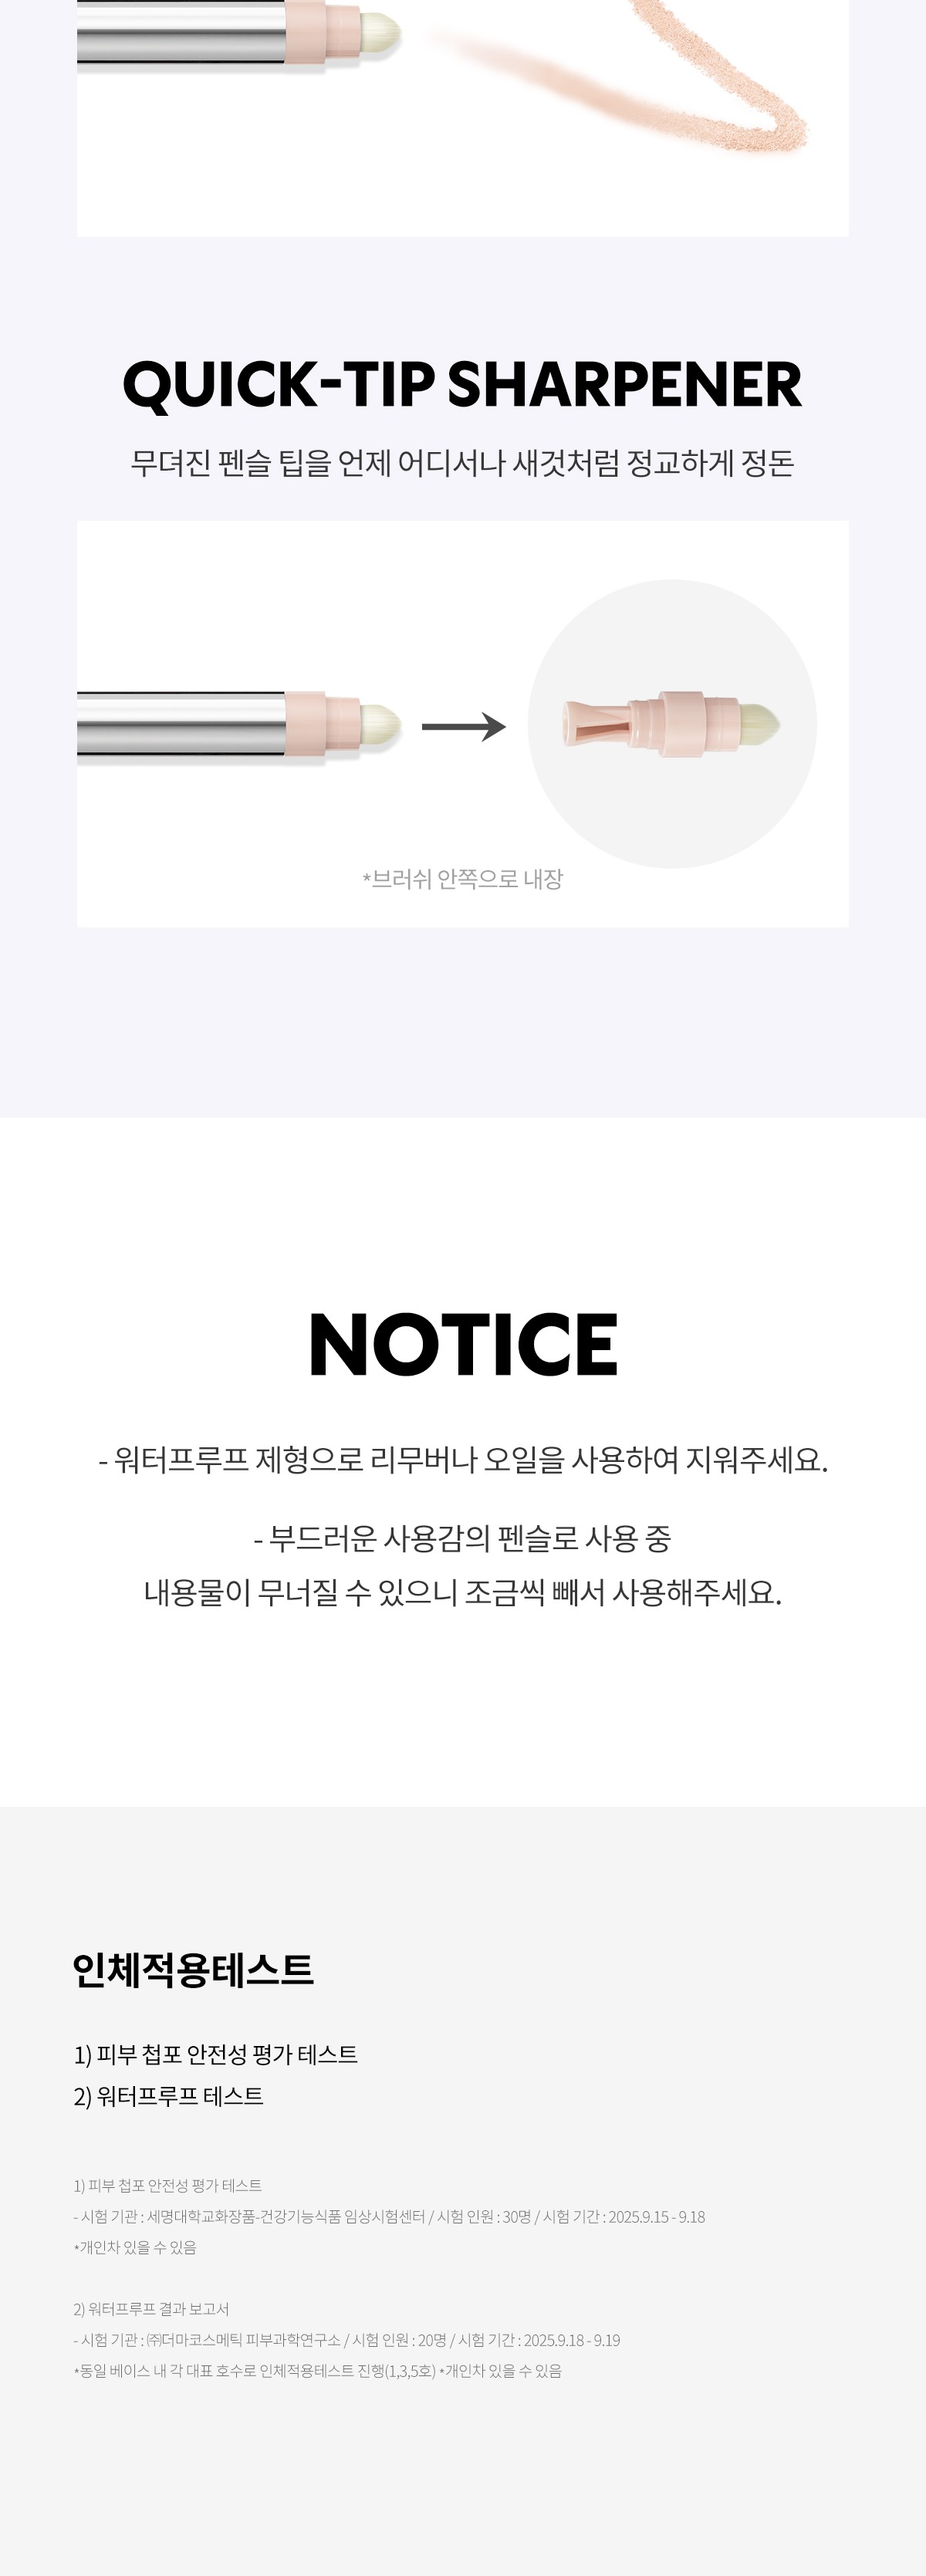 QUICK-TIP SHARPENER
무뎌진 펜슬 팁을 언제 어디서나 새것처럼 정교하게 정돈
*브러쉬 안쪽으로 내장
NOTICE
- 워터프루프 제형으로 리무버나 오일을 사용하여 지워주세요.
- 부드러운 사용감의 펜슬로 사용 중
내용물이 무너질 수 있으니 조금씩 빼서 사용해주세요.
인체적용테스트
1) 피부 첩포 안전성 평가 테스트
2) 워터프루프 테스트
1) 피부 첩포 안전성 평가 테스트
- 시험 기관 : 세명대학교화장품-건강기능식품 임상시험센터 / 시험 인원 : 30명 / 시험 기간 : 2025.9.15 - 9.18
*개인차 있을 수 있음
2) 워터프루프 결과 보고서
- 시험 기관 : ㈜더마코스메틱 피부과학연구소 / 시험 인원 : 20명 / 시험 기간 : 2025.9.18 - 9.19
*동일 베이스 내 각 대표 호수로 인체적용테스트 진행(1,3,5호) *개인차 있을 수 있음